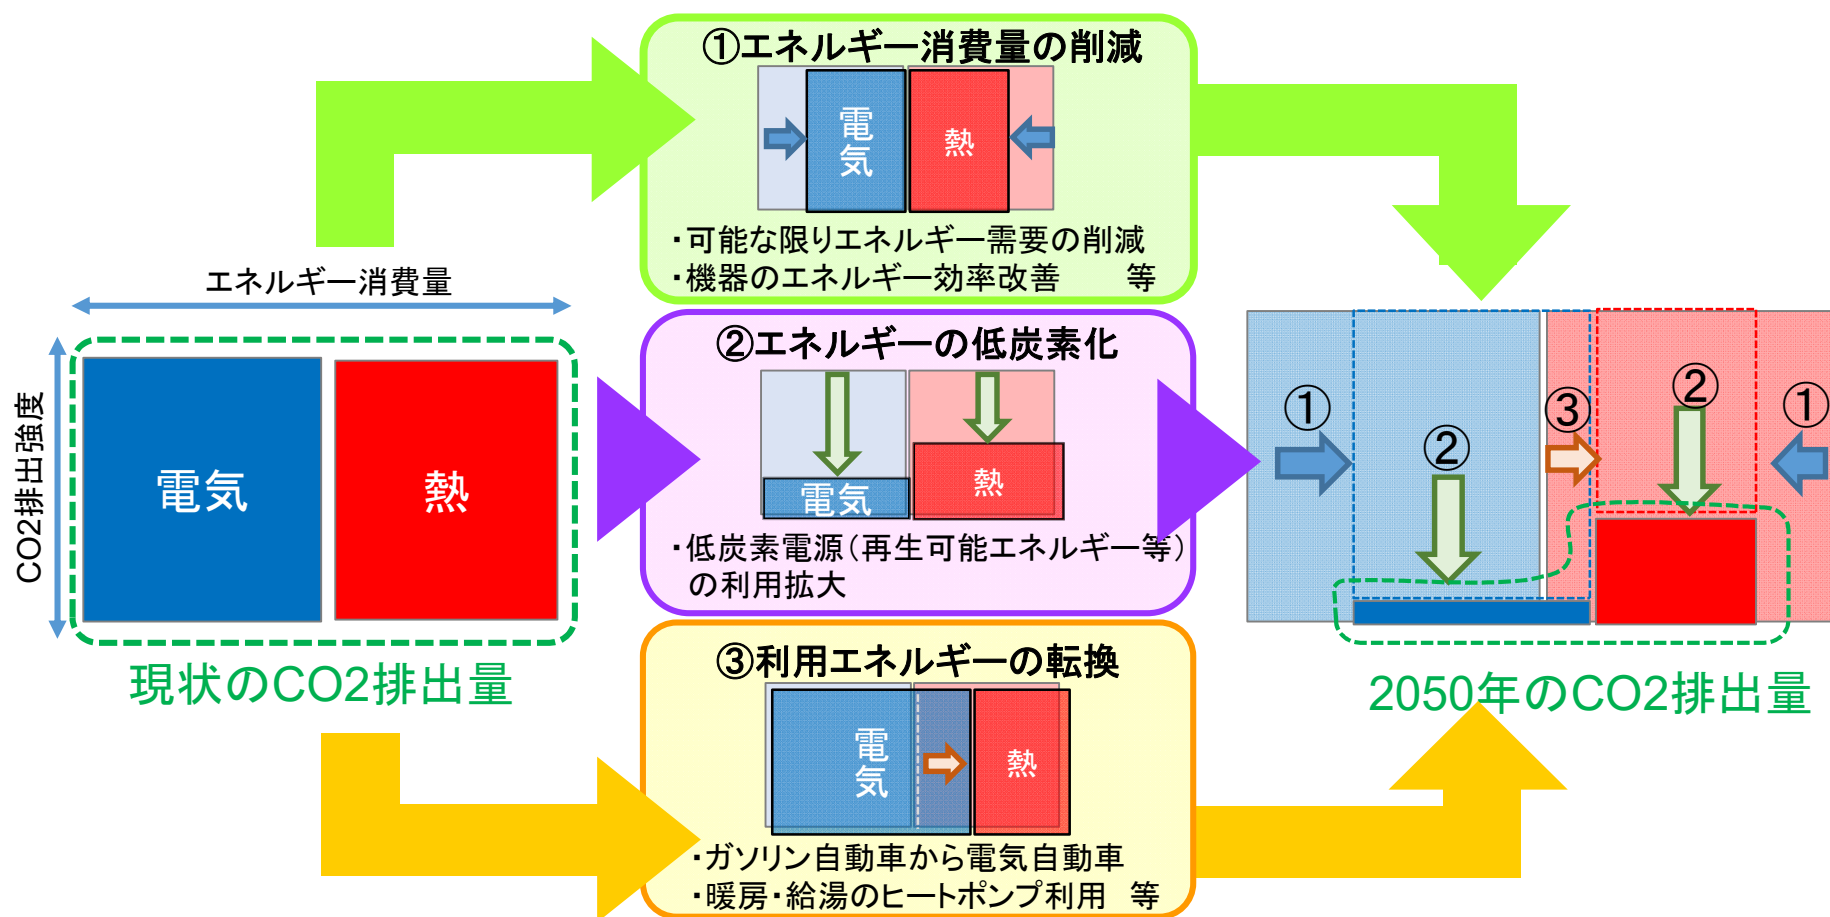 ①エネルギー消費量の削減
電気
熱
・可能な限りエネルギー需要の削減
・機器のエネルギー効率改善　　等
エネルギー消費量
CO2排出強度
電気
熱
現状のCO2排出量
②エネルギーの低炭素化
電気
熱
・低炭素電源（再生可能エネルギー等）
の利用拡大
③利用エネルギーの転換
電気
熱
・ガソリン自動車から電気自動車
・暖房・給湯のヒートポンプ利用　等
①
②
③
②
①
2050年のCO2排出量